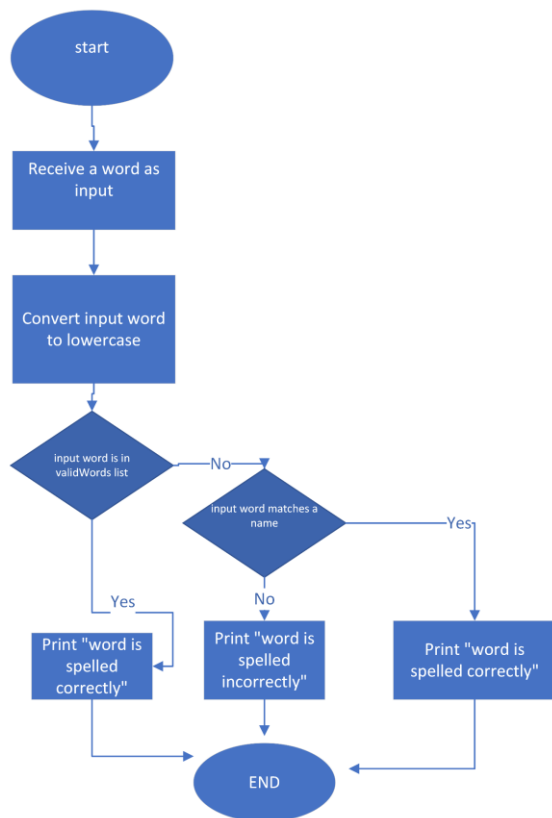 start
Receive a word as
input
Convert input word
to lowercase
input word is in
validWords list
No
input word matches a
name
Yes
Yes
No
Print "word is
spelled
correctly"
Print "word is
spelled
incorrectly"
Print "word is
spelled correctly"
END